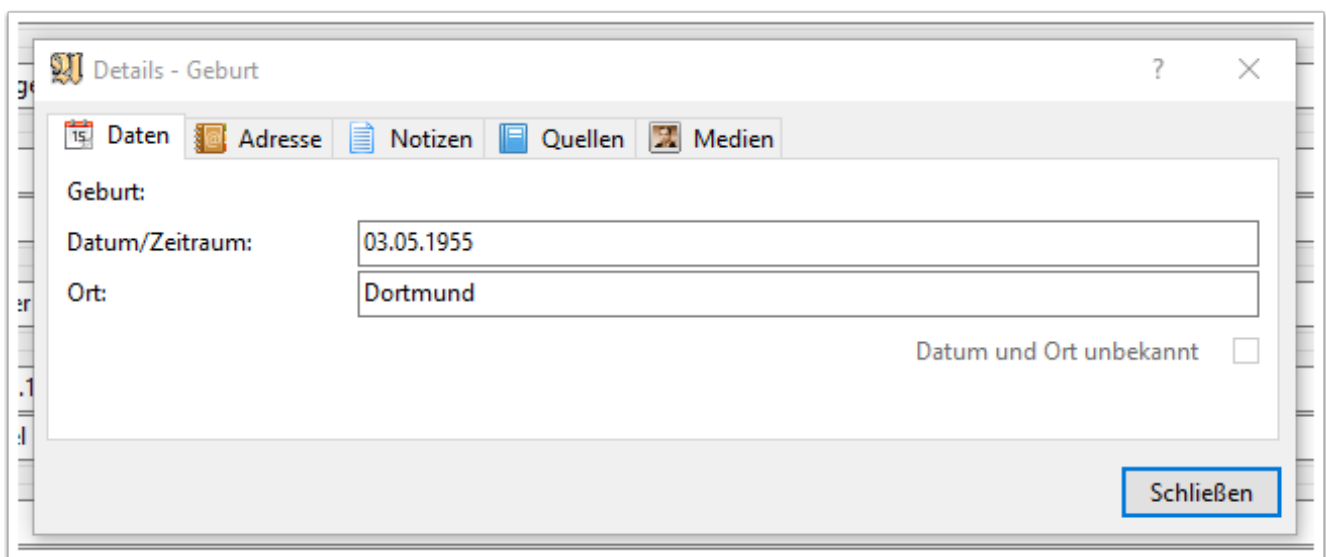 Details - Geburt
Daten Adresse Notizen Quellen Medien
Geburt:
Datum/Zeitraum: 03.05.1955
Ort: Dortmund
Datum und Ort unbekannt
Schließen